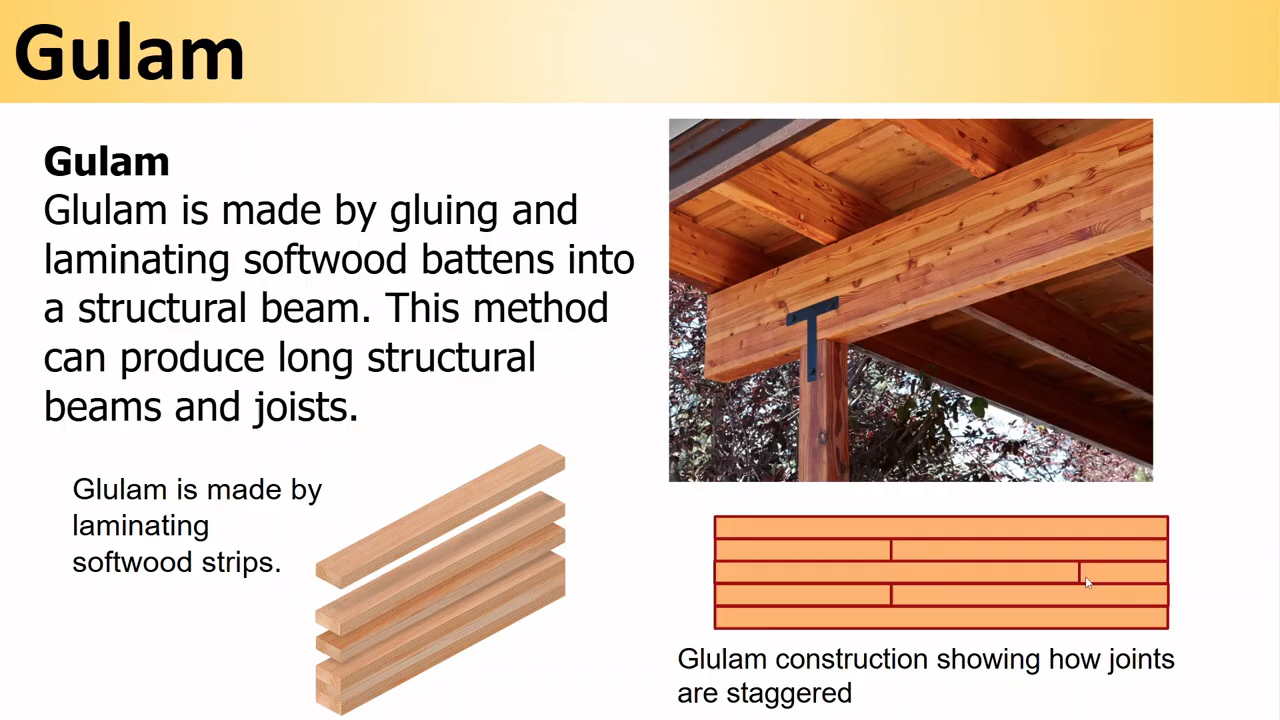 Gulam
Gulam
Glulam is made by gluing and
laminating softwood battens into
a structural beam. This method
can produce long structural
beams and joists.
Glulam is made by
laminating
softwood strips.
Glulam construction showing how joints
are staggered